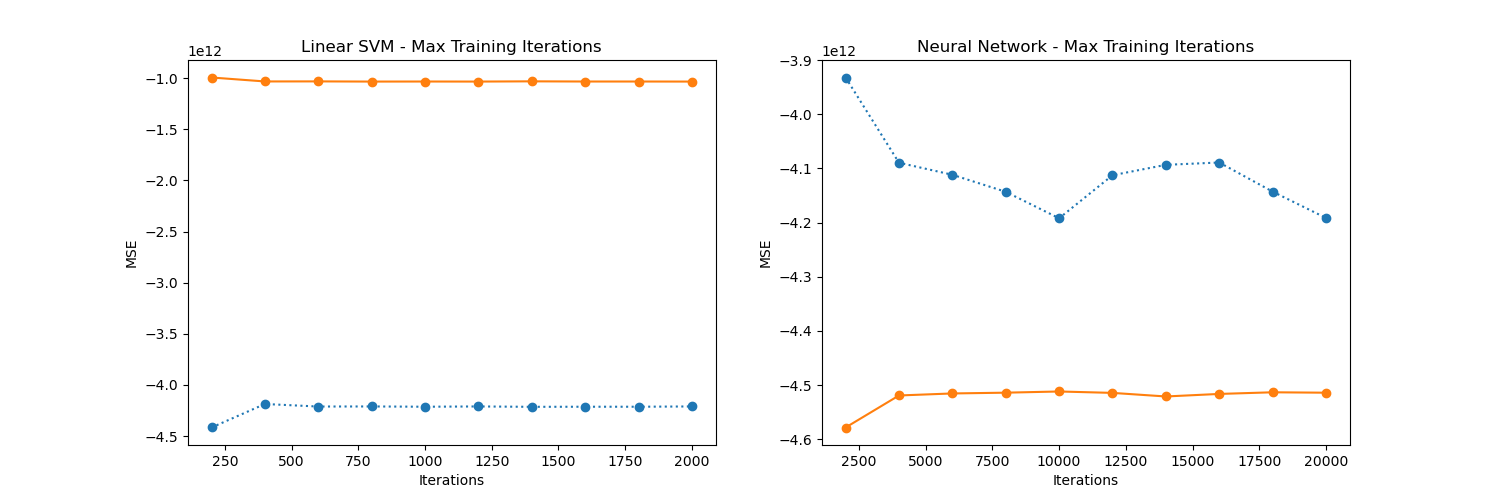 Linear SVM - Max Training Iterations
1e12
−1.0
−1.5
−2.0
−2.5
−3.0
−3.5
−4.0
−4.5
MSE
250 500 750 1000 1250 1500 1750 2000
Iterations
Neural Network - Max Training Iterations
1e12
−3.9
−4.0
−4.1
−4.2
−4.3
−4.4
−4.5
−4.6
MSE
2500 5000 7500 10000 12500 15000 17500 20000
Iterations